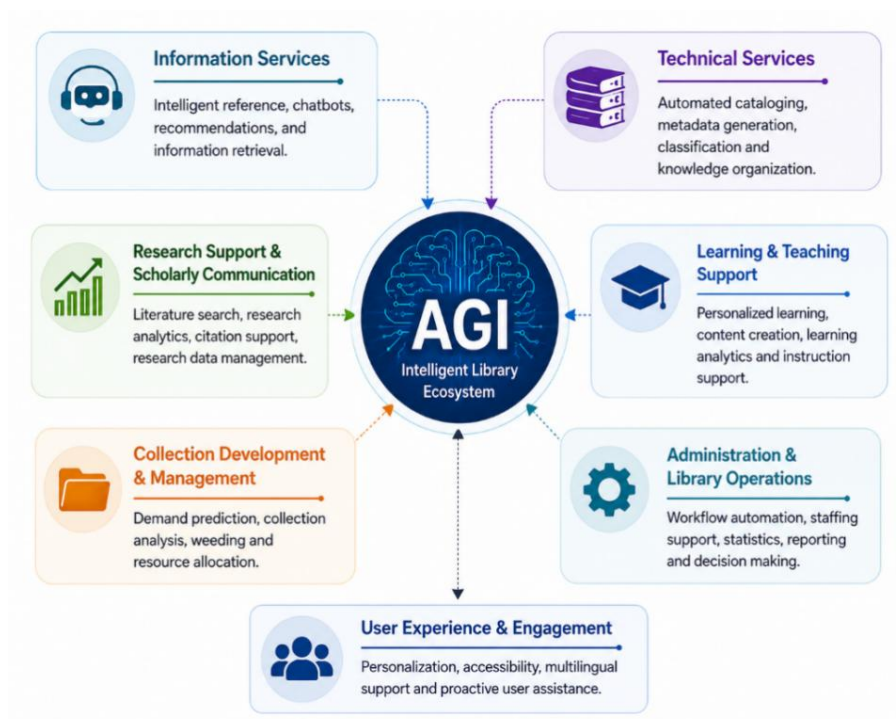 Information Services
Intelligent reference, chatbots,
recommendations, and
information retrieval.
Technical Services
Automated cataloging,
metadata generation,
classification and
knowledge organization.
Research Support &
Scholarly Communication
Literature search, research
analytics, citation support,
research data management.
AGI
Intelligent Library
Ecosystem
Learning & Teaching
Support
Personalized learning,
content creation, learning
analytics and instruction
support.
Collection Development
& Management
Demand prediction, collection
analysis, weeding and
resource allocation.
Administration &
Library Operations
Workflow automation, staffing
support, statistics, reporting
and decision making.
User Experience & Engagement
Personalization, accessibility, multilingual
support and proactive user assistance.